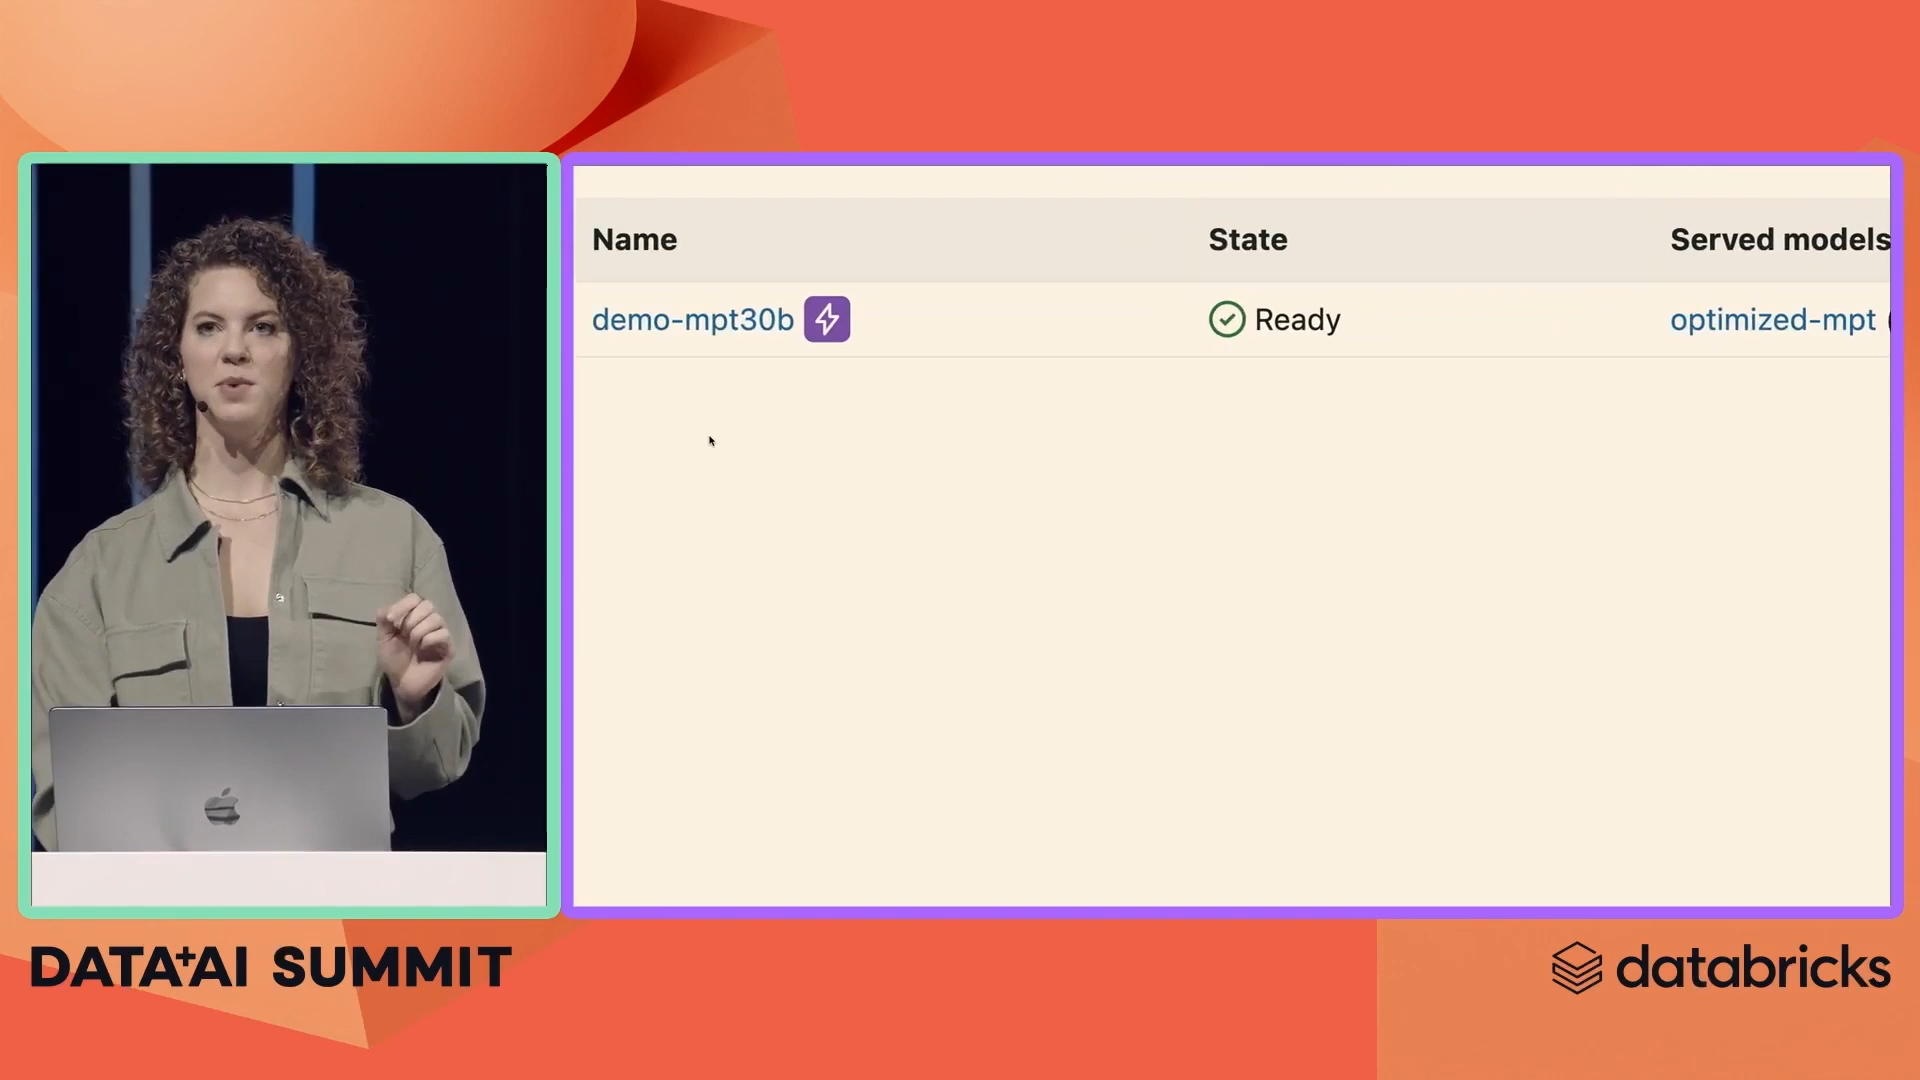 Name State Served models
demo-mpt30b Ready optimized-mpt
DATA+AI SUMMIT
databricks